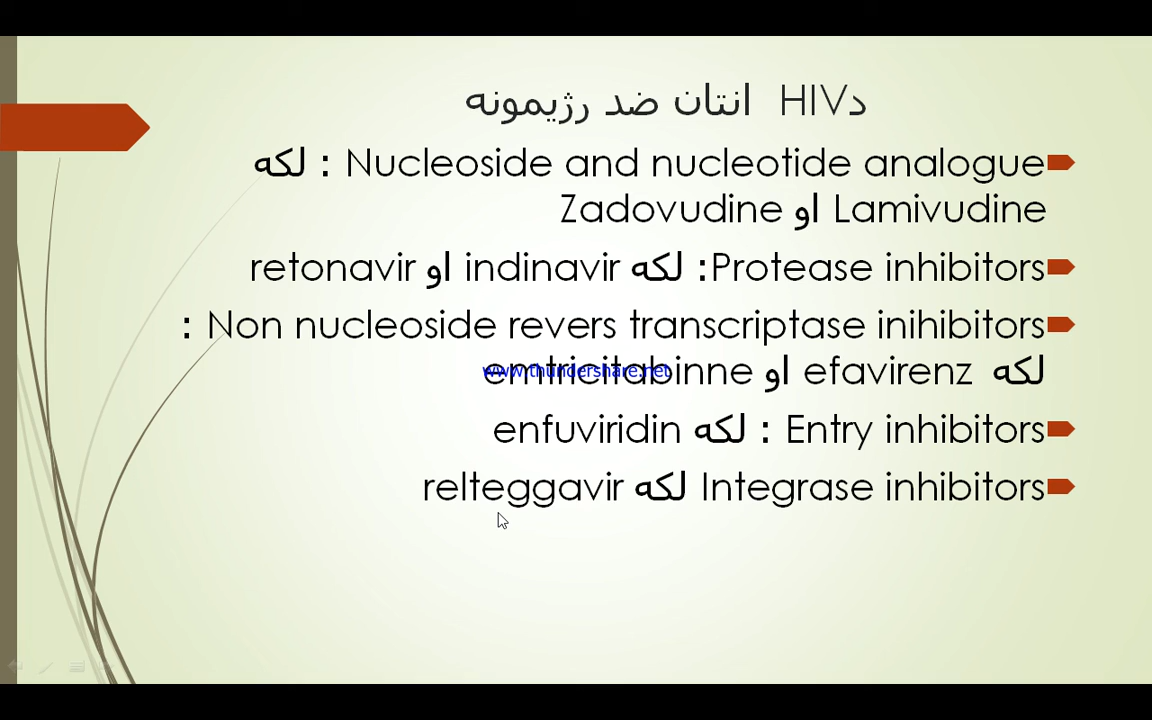 دHIV انتان ضد رژیمونه
Nucleoside and nucleotide analogue : لکه
Lamivudine او Zadovudine
Protease inhibitors: لکه indinavir او retonavir
Non nucleoside revers transcriptase inihibitors :
لکه efavirenz او emtricitabinne
www.thundershare.net
Entry inhibitors : لکه enfuviridin
Integrase inhibitors لکه relteggavir